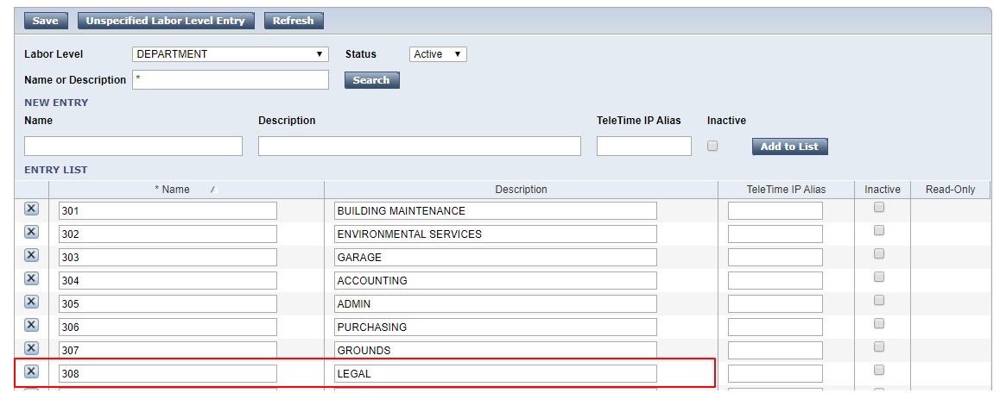 Save Unspecified Labor Level Entry Refresh
Labor Level DEPARTMENT Status Active
Name or Description * Search
NEW ENTRY
Name Description TeleTime IP Alias Inactive
Add to List
ENTRY LIST
* Name Description TeleTime IP Alias Inactive Read-Only
301 BUILDING MAINTENANCE
302 ENVIRONMENTAL SERVICES
303 GARAGE
304 ACCOUNTING
305 ADMIN
306 PURCHASING
307 GROUNDS
308 LEGAL